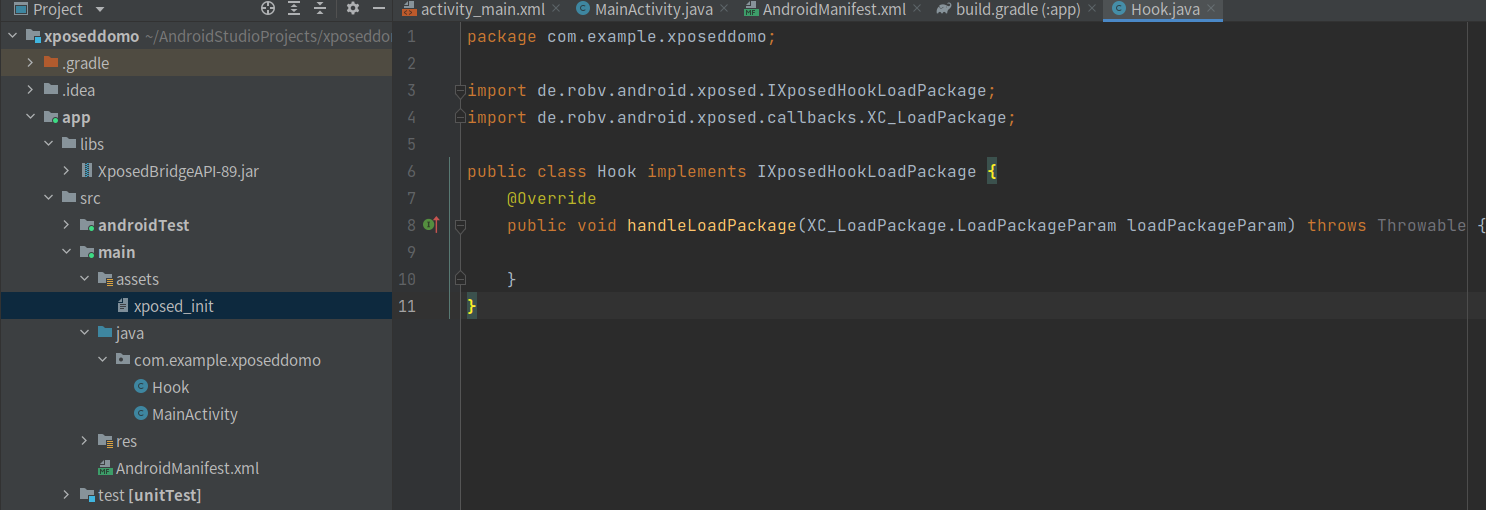 Project
xposeddomo ~/AndroidStudioProjects/xposeddo
.gradle
.idea
app
libs
XposedBridgeAPI-89.jar
src
androidTest
main
assets
xposed_init
java
com.example.xposeddomo
Hook
MainActivity
res
AndroidManifest.xml
test [unitTest]
activity_main.xml MainActivity.java AndroidManifest.xml build.gradle (:app) Hook.java
1 package com.example.xposeddomo;
2
3 import de.robv.android.xposed.IXposedHookLoadPackage;
4 import de.robv.android.xposed.callbacks.XC_LoadPackage;
5
6 public class Hook implements IXposedHookLoadPackage {
7 @Override
8 public void handleLoadPackage(XC_LoadPackage.LoadPackageParam loadPackageParam) throws Throwable {
9
10 }
11 }